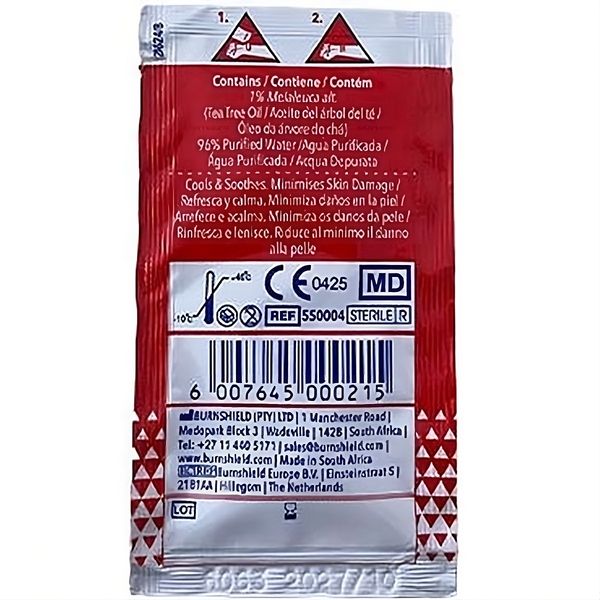 26243
1.
2.
Contains / Contiene / Contém
1% Melaleuca alt.
(Tea Tree Oil / Aceite del árbol del té /
Óleo da árvore do chá)
96% Purified Water / Agua Purificada /
Água Purificada / Acqua Depurata
Cools & Soothes. Minimises Skin Damage /
Refresca y calma. Minimiza daños en la piel /
Arrefece e acalma. Minimiza os danos da pele /
Rinfresca e lenisce. Riduce al minimo il danno
alla pelle
CE 0425 MD
REF 550004 STERILE R
6 007645 000215
BURNSHIELD (PTY) LTD | 1 Manchester Road |
Medopark Block 3 | Wadeville | 1428 | South Africa |
Tel: +27 11 460 5171 | sales@burnshield.com |
www.burnshield.com | Made in South Africa
EC REP Burnshield Europe B.V. | Einsteinstraat 5 |
2181AA | Hillegom | The Netherlands
LOT